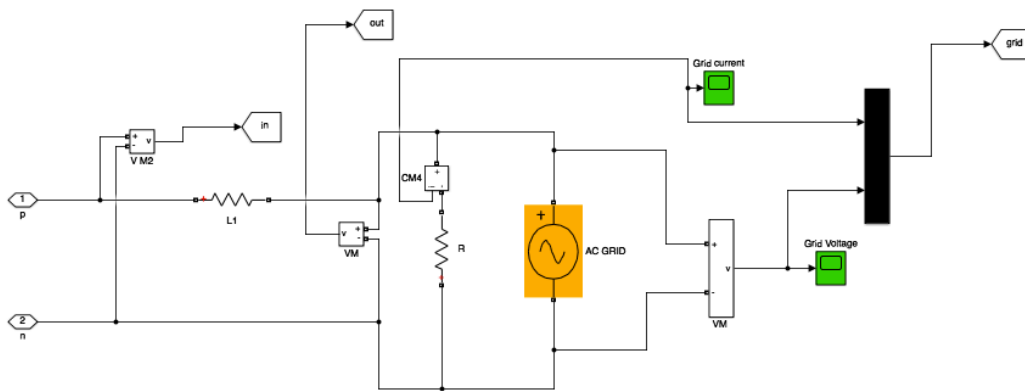 out
grid
Grid current
+
-
v
in
V M2
CM4
+
i
-
1
p
+
L1
v
+
-
VM
R
+
+
AC GRID
+
-
v
VM
Grid Voltage
2
n